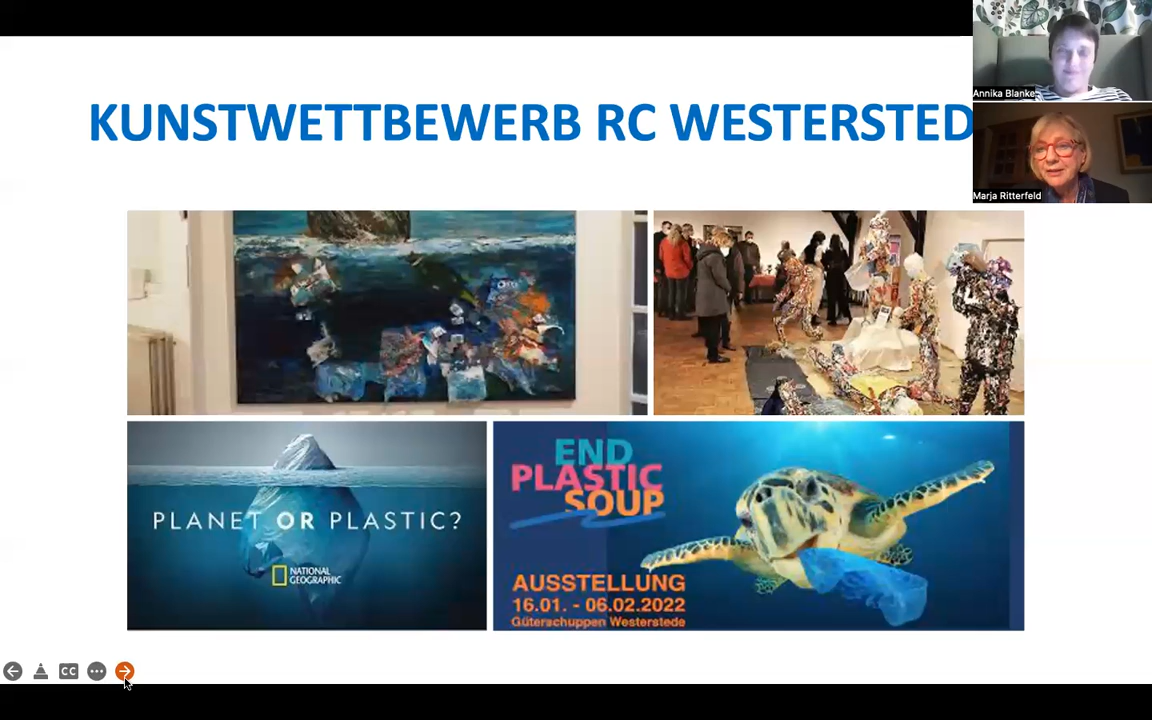 KUNSTWETTBEWERB RC WESTERSTED
Annika Blanke
Marja Ritterfeld
PLANET OR PLASTIC?
NATIONAL
GEOGRAPHIC
END
PLASTIC
SOUP
AUSSTELLUNG
16.01. - 06.02.2022
Güterschuppen Westerstede
CC